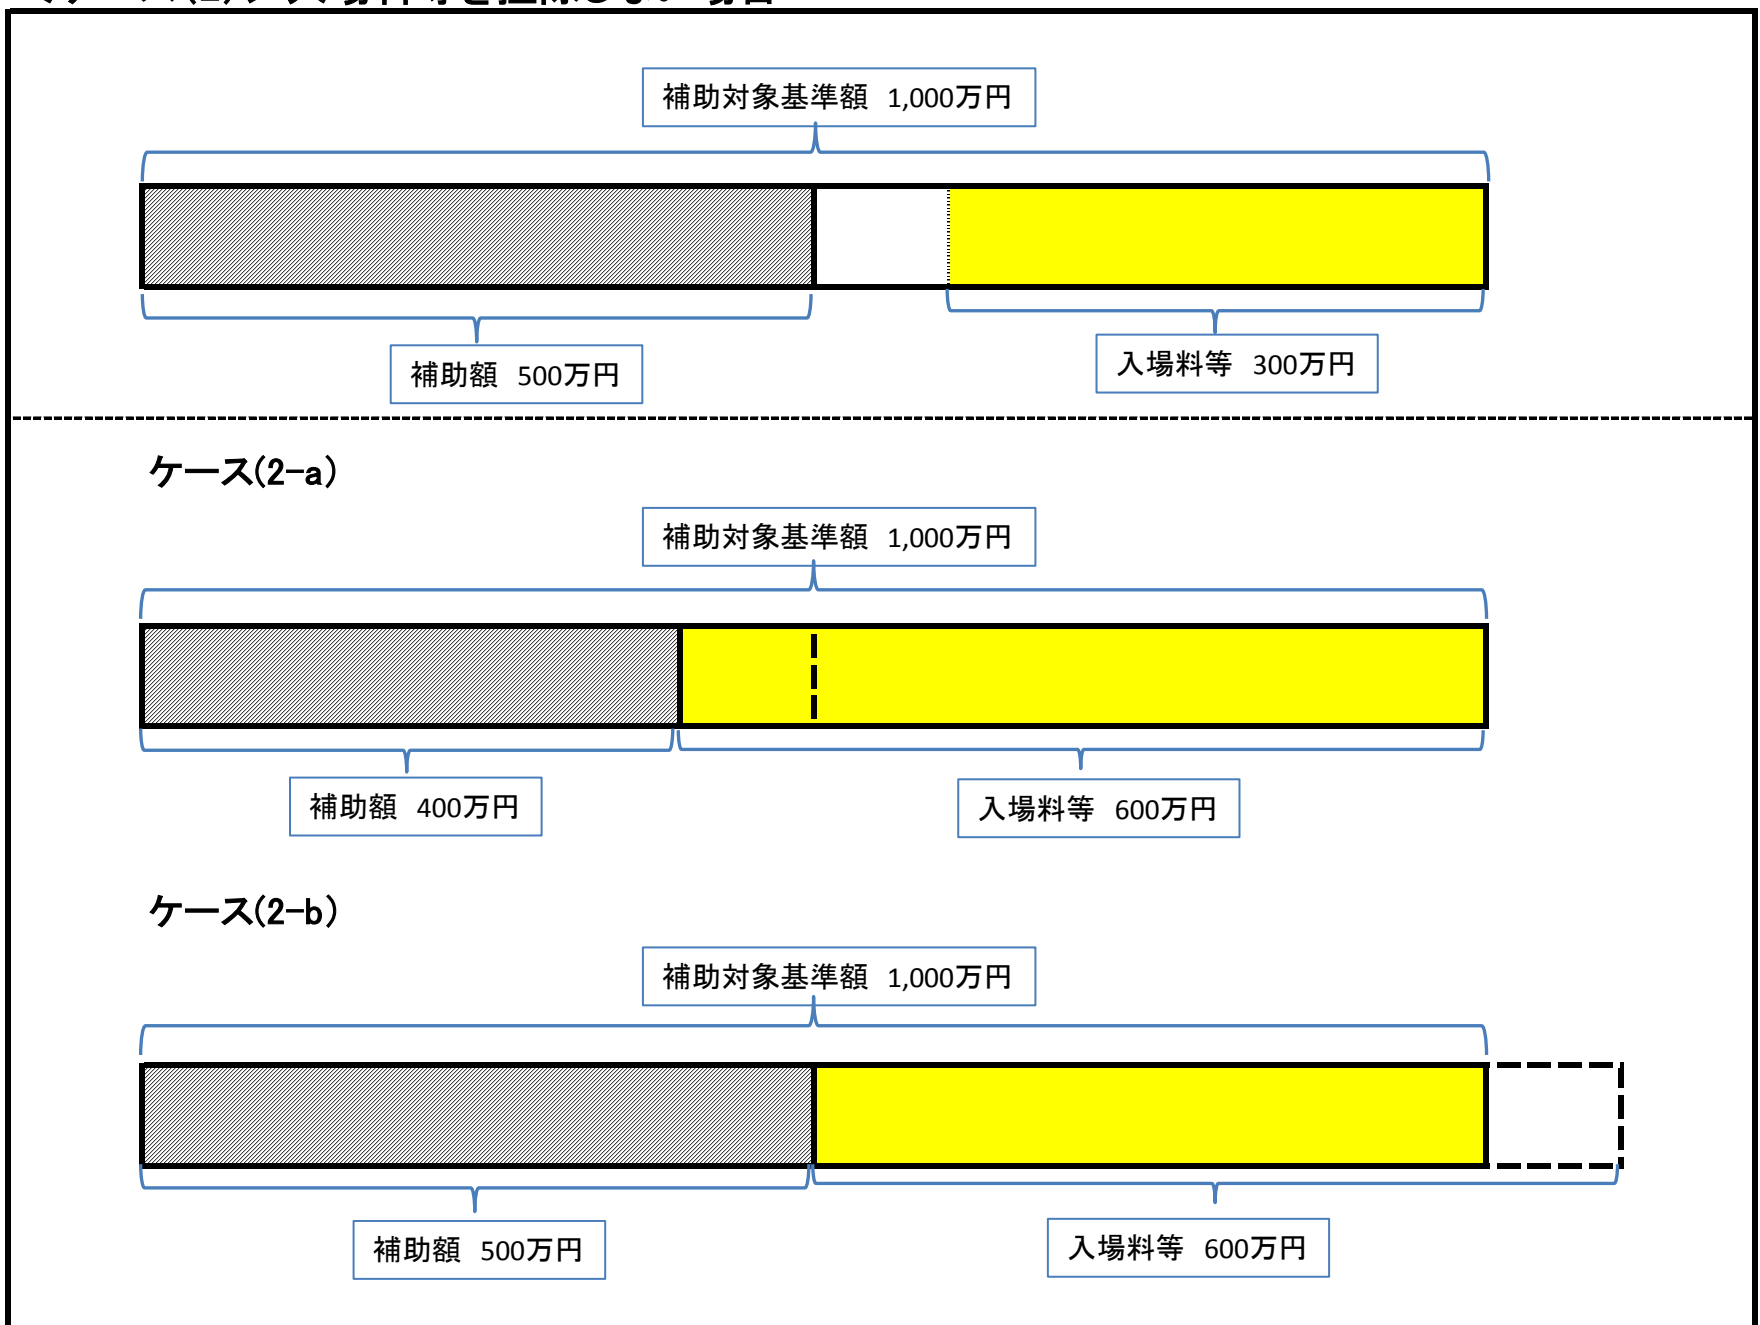 補助対象基準額 1,000万円
補助額 500万円
入場料等 300万円
ケース(2-a)
補助対象基準額 1,000万円
補助額 400万円
入場料等 600万円
ケース(2-b)
補助対象基準額 1,000万円
補助額 500万円
入場料等 600万円